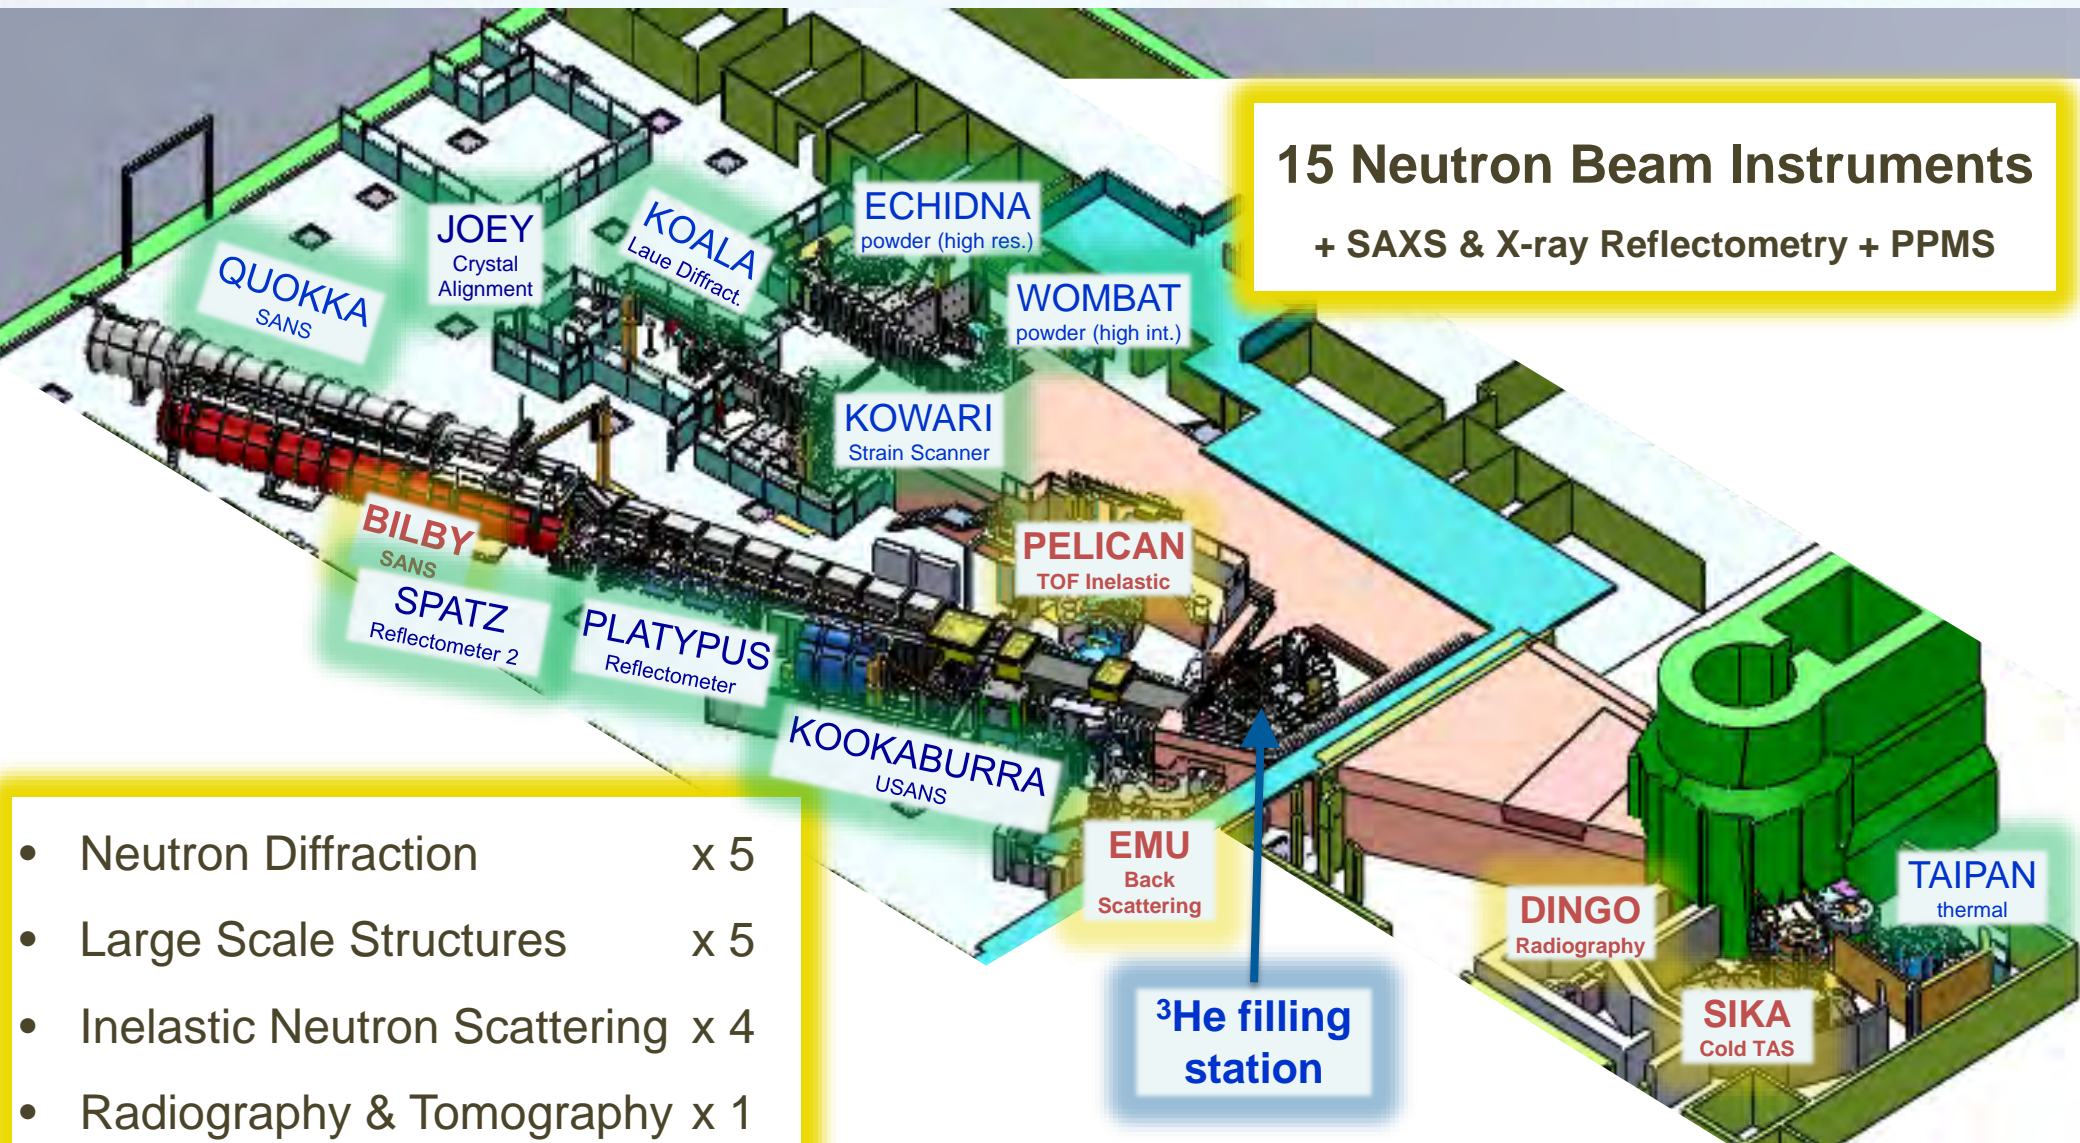 15 Neutron Beam Instruments
+ SAXS & X-ray Reflectometry + PPMS
ECHIDNA
powder (high res.)
KOALA
Laue Diffract.
JOEY
Crystal
Alignment
QUOKKA
SANS
WOMBAT
powder (high int.)
KOWARI
Strain Scanner
BILBY
SANS
PELICAN
TOF Inelastic
SPATZ
Reflectometer 2
PLATYPUS
Reflectometer
KOOKABURRA
USANS
EMU
Back
Scattering
DINGO
Radiography
TAIPAN
thermal
SIKA
Cold TAS
³He filling
station
• Neutron Diffraction x 5
• Large Scale Structures x 5
• Inelastic Neutron Scattering x 4
• Radiography & Tomography x 1